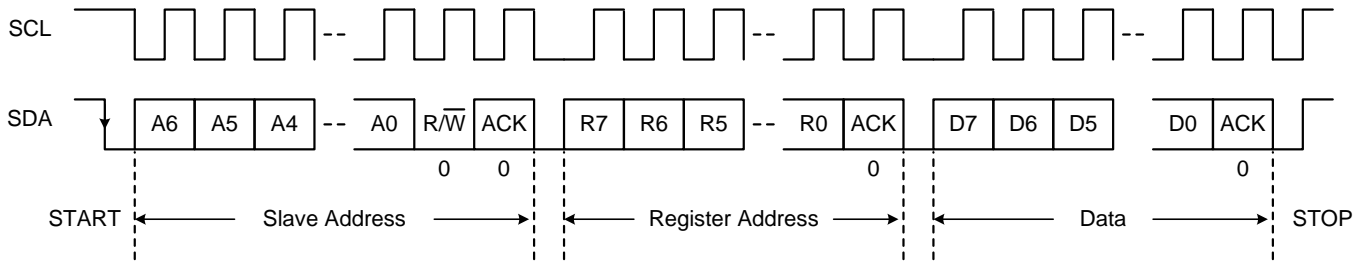 SCL
SDA A6 A5 A4 -- A0 R/W̅ ACK R7 R6 R5 -- R0 ACK D7 D6 D5 -- D0 ACK
0 0 0 0
START Slave Address Register Address Data STOP